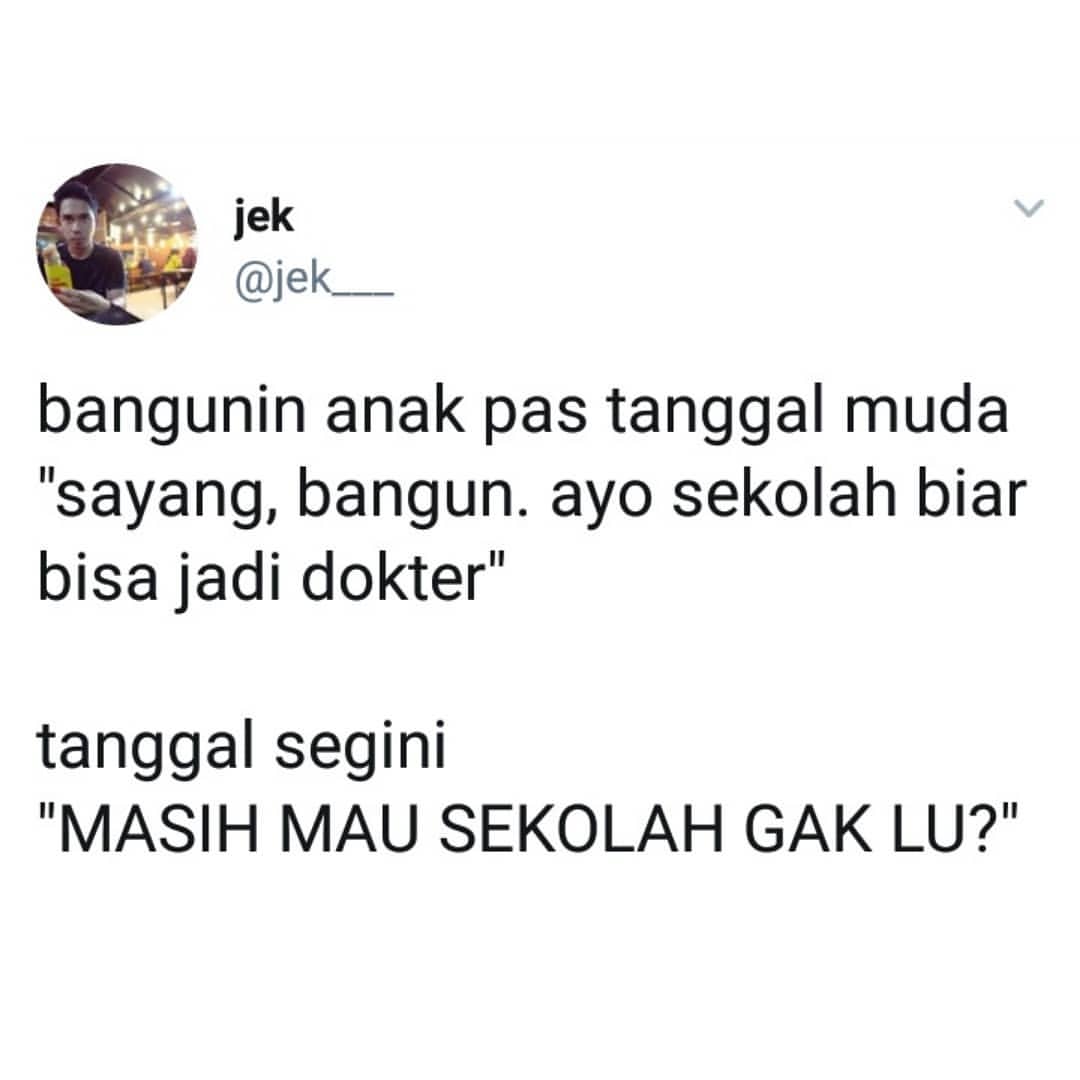 jek
@jek___
bangunin anak pas tanggal muda
"sayang, bangun. ayo sekolah biar
bisa jadi dokter"
tanggal segini
"MASIH MAU SEKOLAH GAK LU?"